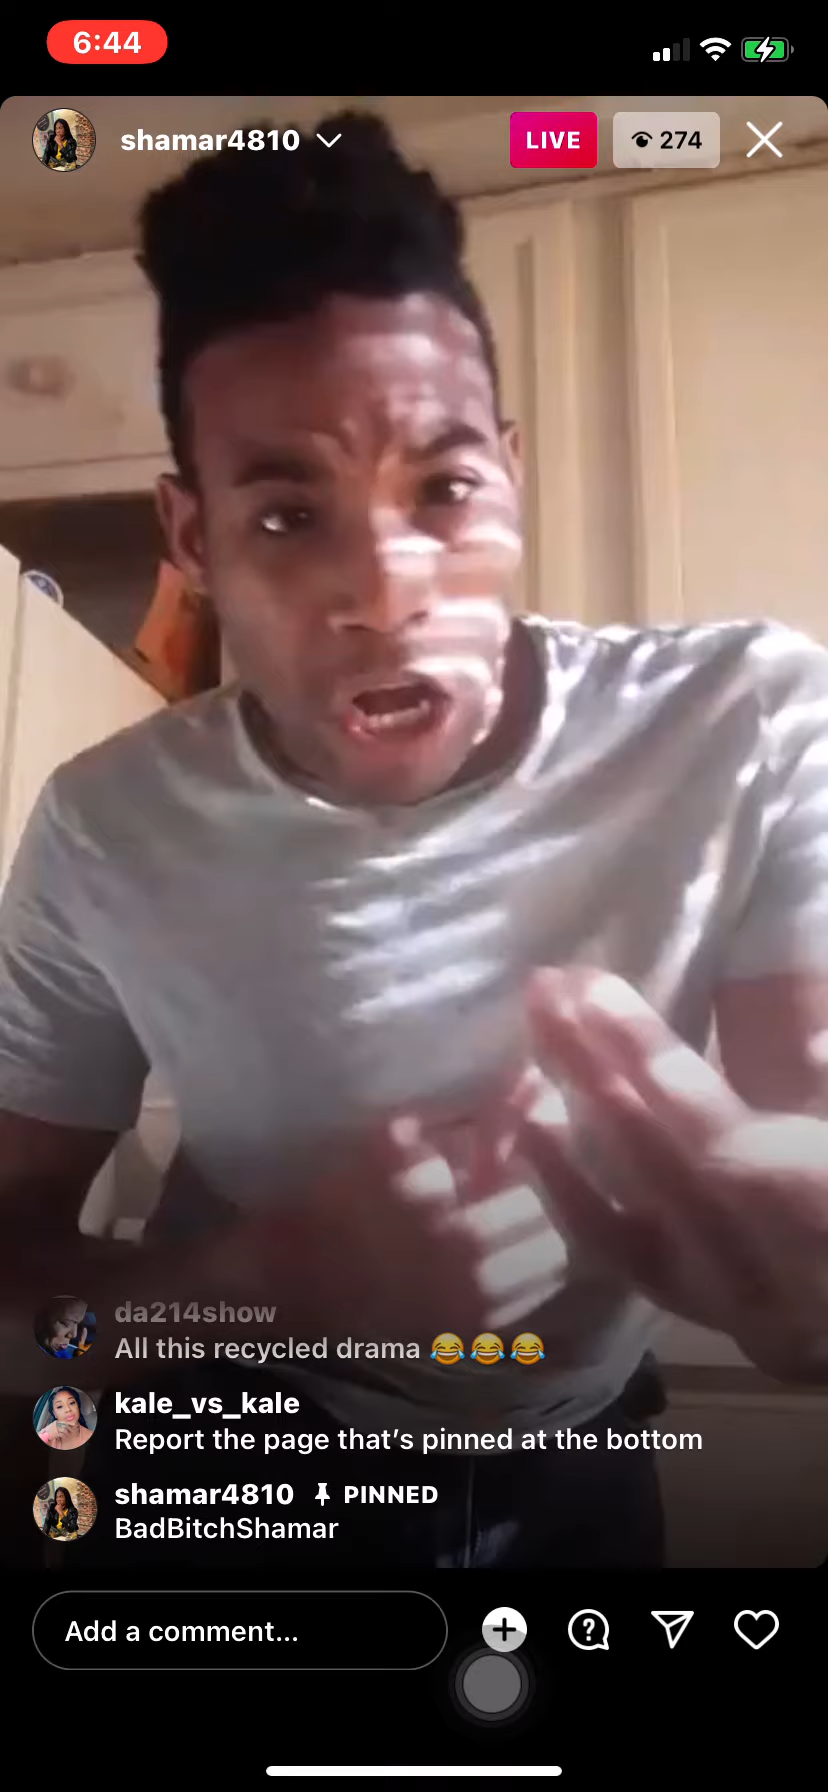 6:44
shamar4810
LIVE
274
da214show
All this recycled drama 😂😂😂
kale_vs_kale
Report the page that’s pinned at the bottom
shamar4810 PINNED
BadBitchShamar
Add a comment...